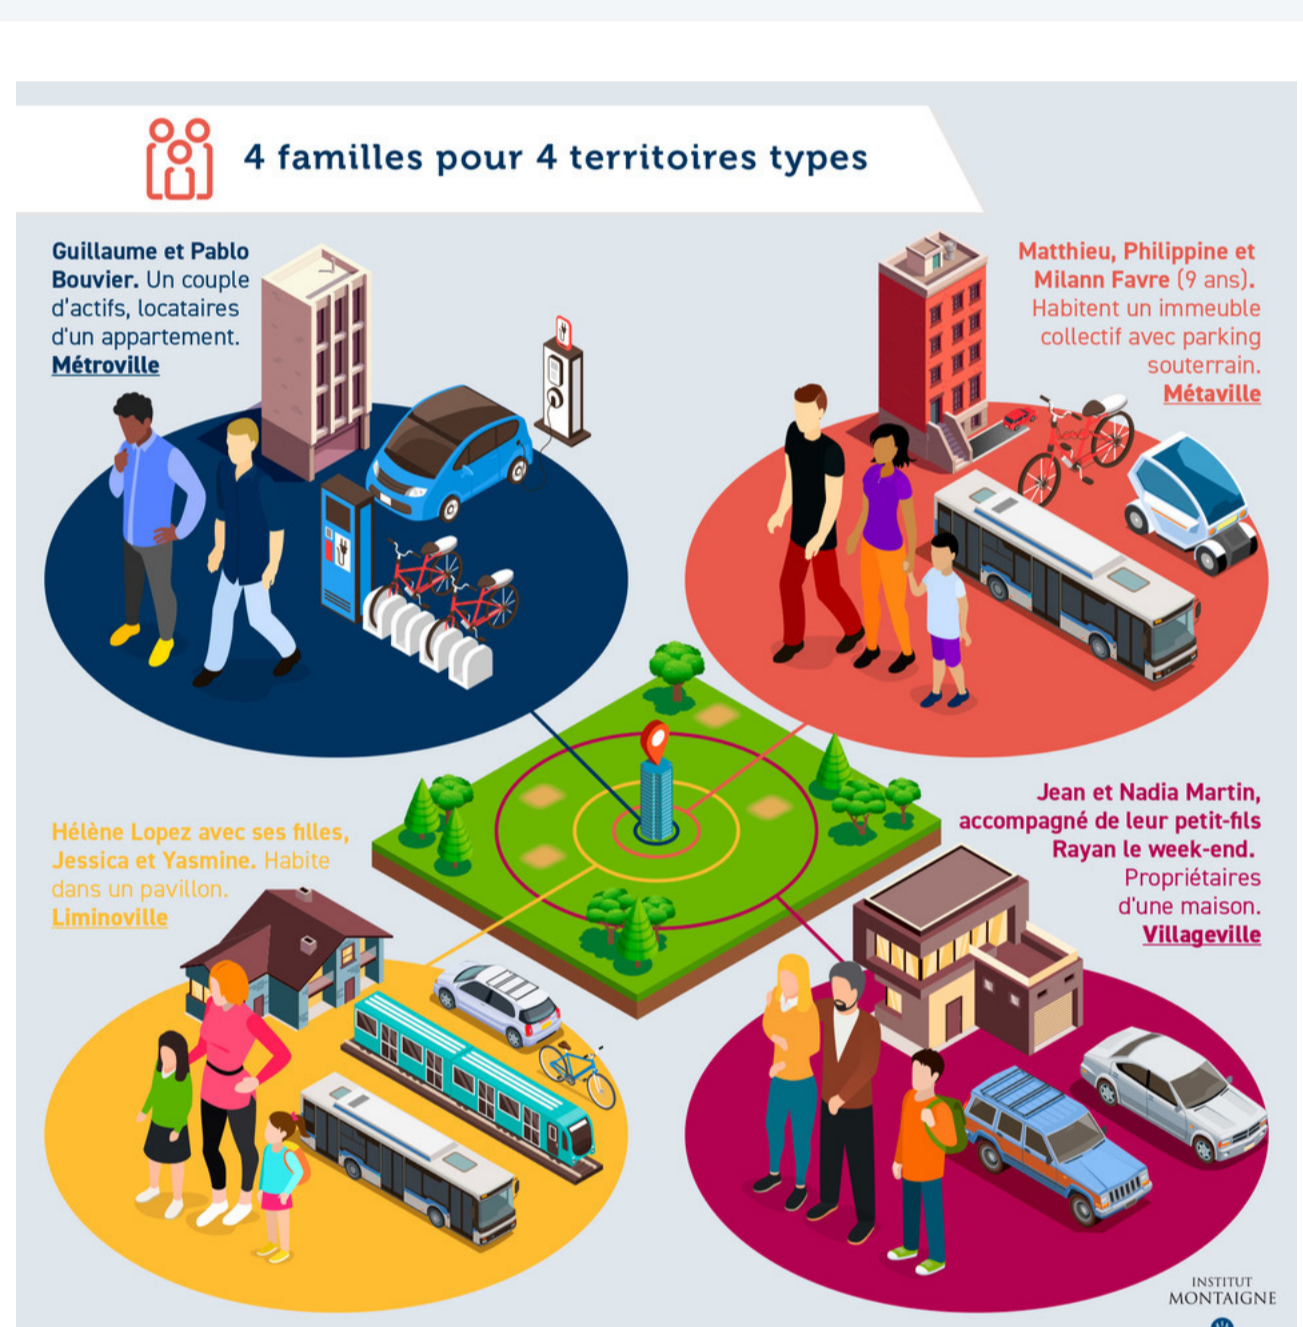 4 familles pour 4 territoires types
Guillaume et Pablo
Bouvier. Un couple
d'actifs, locataires
d'un appartement.
Métroville
Matthieu, Philippine et
Milann Favre (9 ans).
Habitent un immeuble
collectif avec parking
souterrain.
Métaville
Hélène Lopez avec ses filles,
Jessica et Yasmine. Habite
dans un pavillon.
Liminoville
Jean et Nadia Martin,
accompagné de leur petit-fils
Rayan le week-end.
Propriétaires
d'une maison.
Villageville
INSTITUT
MONTAIGNE